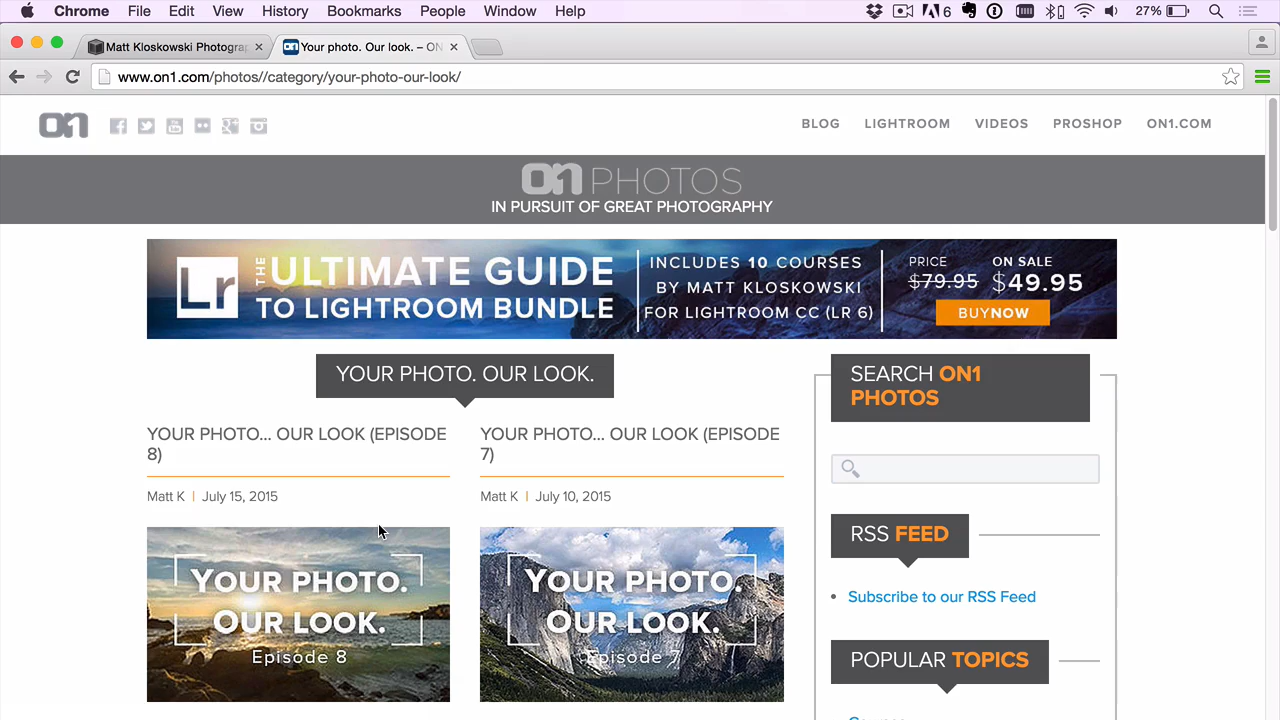 Chrome File Edit View History Bookmarks People Window Help 6 27%
Matt Kloskowski Photograp Your photo. Our look. – ON
www.on1.com/photos//category/your-photo-our-look/
on1 BLOG LIGHTROOM VIDEOS PROSHOP ON1.COM
on1 PHOTOS
IN PURSUIT OF GREAT PHOTOGRAPHY
Lr THE ULTIMATE GUIDE
TO LIGHTROOM BUNDLE
INCLUDES 10 COURSES
BY MATT KLOSKOWSKI
FOR LIGHTROOM CC (LR 6)
PRICE ON SALE
$79.95 $49.95
BUYNOW
YOUR PHOTO. OUR LOOK.
YOUR PHOTO... OUR LOOK (EPISODE
8)
Matt K | July 15, 2015
YOUR PHOTO.
OUR LOOK.
Episode 8
YOUR PHOTO... OUR LOOK (EPISODE
7)
Matt K | July 10, 2015
YOUR PHOTO.
OUR LOOK.
Episode 7
SEARCH ON1
PHOTOS
RSS FEED
• Subscribe to our RSS Feed
POPULAR TOPICS